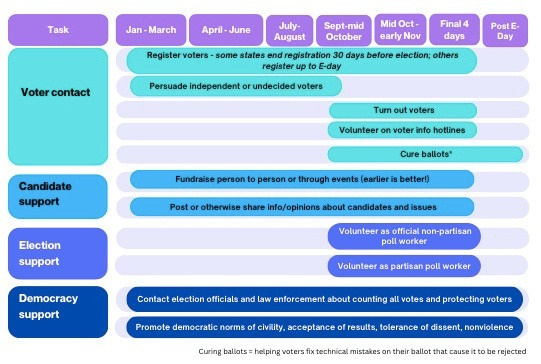 Task
Jan - March
April - June
July-
August
Sept-mid
October
Mid Oct -
early Nov
Final 4
days
Post E-
Day
Voter contact
Register voters - some states end registration 30 days before election; others
register up to E-day
Persuade independent or undecided voters
Turn out voters
Volunteer on voter info hotlines
Cure ballots*
Candidate
support
Fundraise person to person or through events (earlier is better!)
Post or otherwise share info/opinions about candidates and issues
Election
support
Volunteer as official non-partisan
poll worker
Volunteer as partisan poll worker
Democracy
support
Contact election officials and law enforcement about counting all votes and protecting voters
Promote democratic norms of civility, acceptance of results, tolerance of dissent, nonviolence
Curing ballots = helping voters fix technical mistakes on their ballot that cause it to be rejected